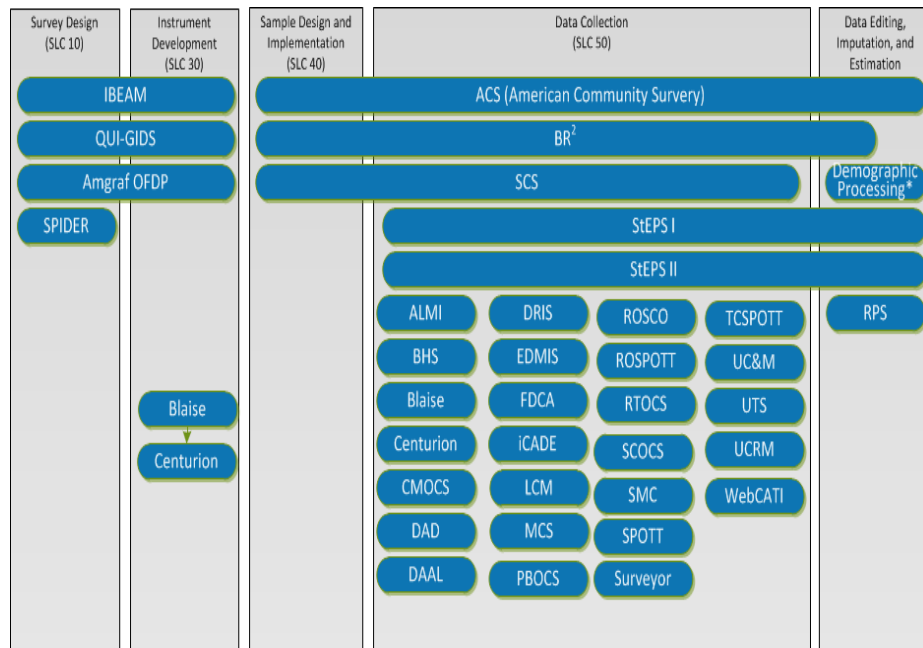 Survey Design
(SLC 10)
Instrument
Development
(SLC 30)
Sample Design and
Implementation
(SLC 40)
Data Collection
(SLC 50)
Data Editing,
Imputation, and
Estimation
IBEAM
ACS (American Community Survery)
QUI-GIDS
BR²
Amgraf OFDP
SCS
Demographic
Processing*
SPIDER
StEPS I
StEPS II
ALMI
DRIS
ROSCO
TCSPOTT
RPS
BHS
EDMIS
ROSPOTT
UC&M
Blaise
Blaise
FDCA
RTOCS
UTS
Centurion
Centurion
iCADE
SCOCS
UCRM
CMOCS
LCM
SMC
WebCATI
DAD
MCS
SPOTT
DAAL
PBOCS
Surveyor